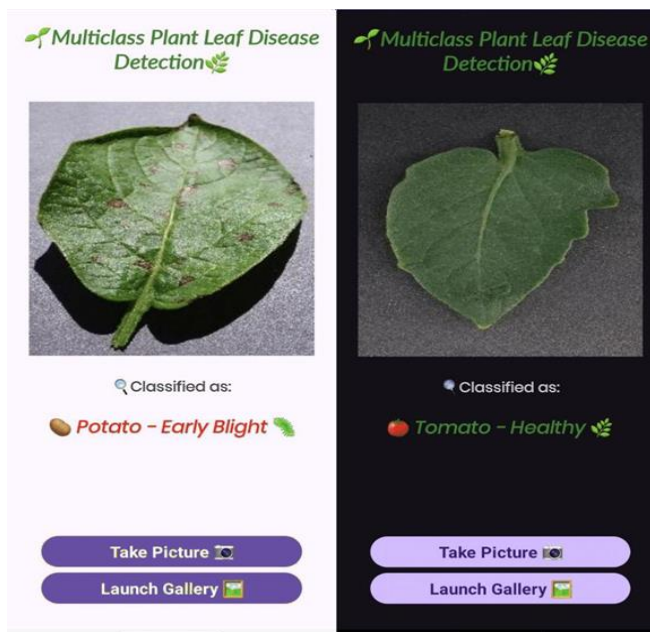 🌱Multiclass Plant Leaf Disease
Detection🌿
🔍Classified as:
🥔 Potato - Early Blight 🐛
Take Picture 📷
Launch Gallery 🖼️
🌱Multiclass Plant Leaf Disease
Detection🌿
🔍Classified as:
🍅 Tomato - Healthy 🌿
Take Picture 📷
Launch Gallery 🖼️